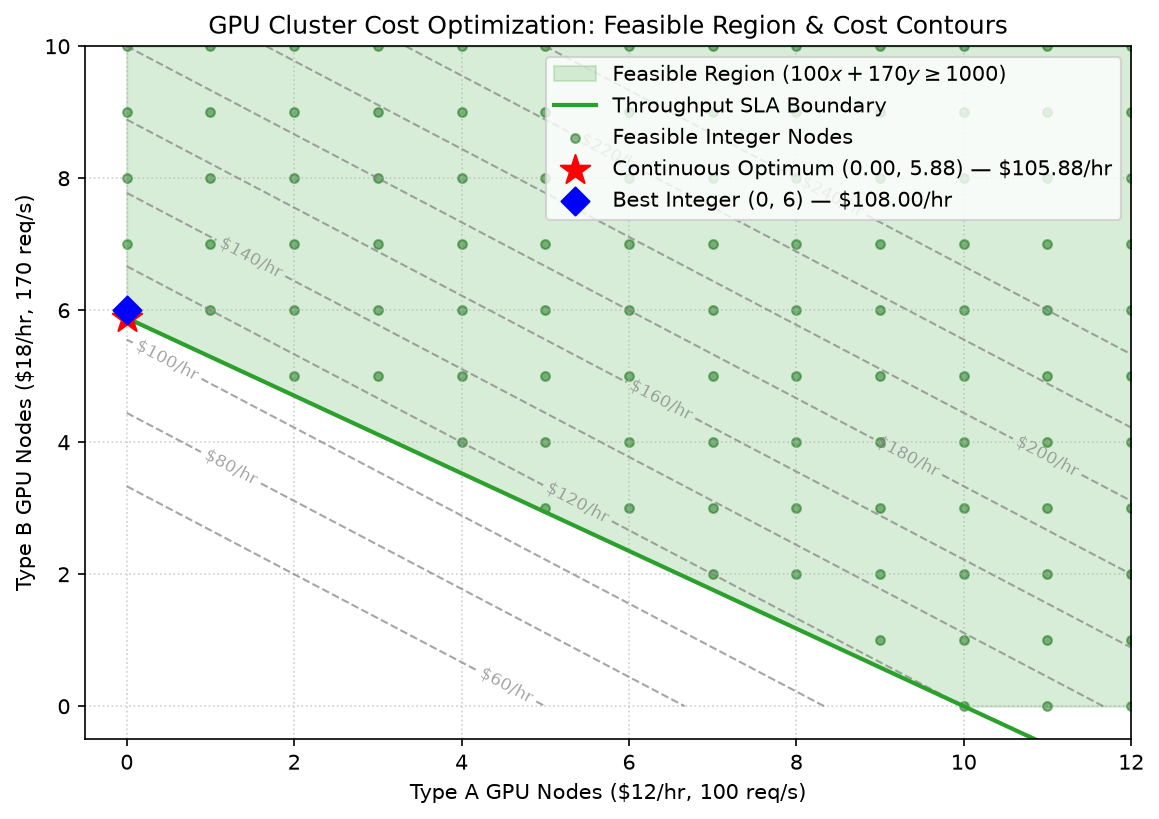 GPU Cluster Cost Optimization: Feasible Region & Cost Contours
Feasible Region (100x + 170y ≥ 1000)
Throughput SLA Boundary
Feasible Integer Nodes
Continuous Optimum (0.00, 5.88) — $105.88/hr
Best Integer (0, 6) — $108.00/hr
Type B GPU Nodes ($18/hr, 170 req/s)
10
8
6
4
2
0
$140/hr
$100/hr
$160/hr
$180/hr
$200/hr
$80/hr
$120/hr
$60/hr
0
2
4
6
8
10
12
Type A GPU Nodes ($12/hr, 100 req/s)